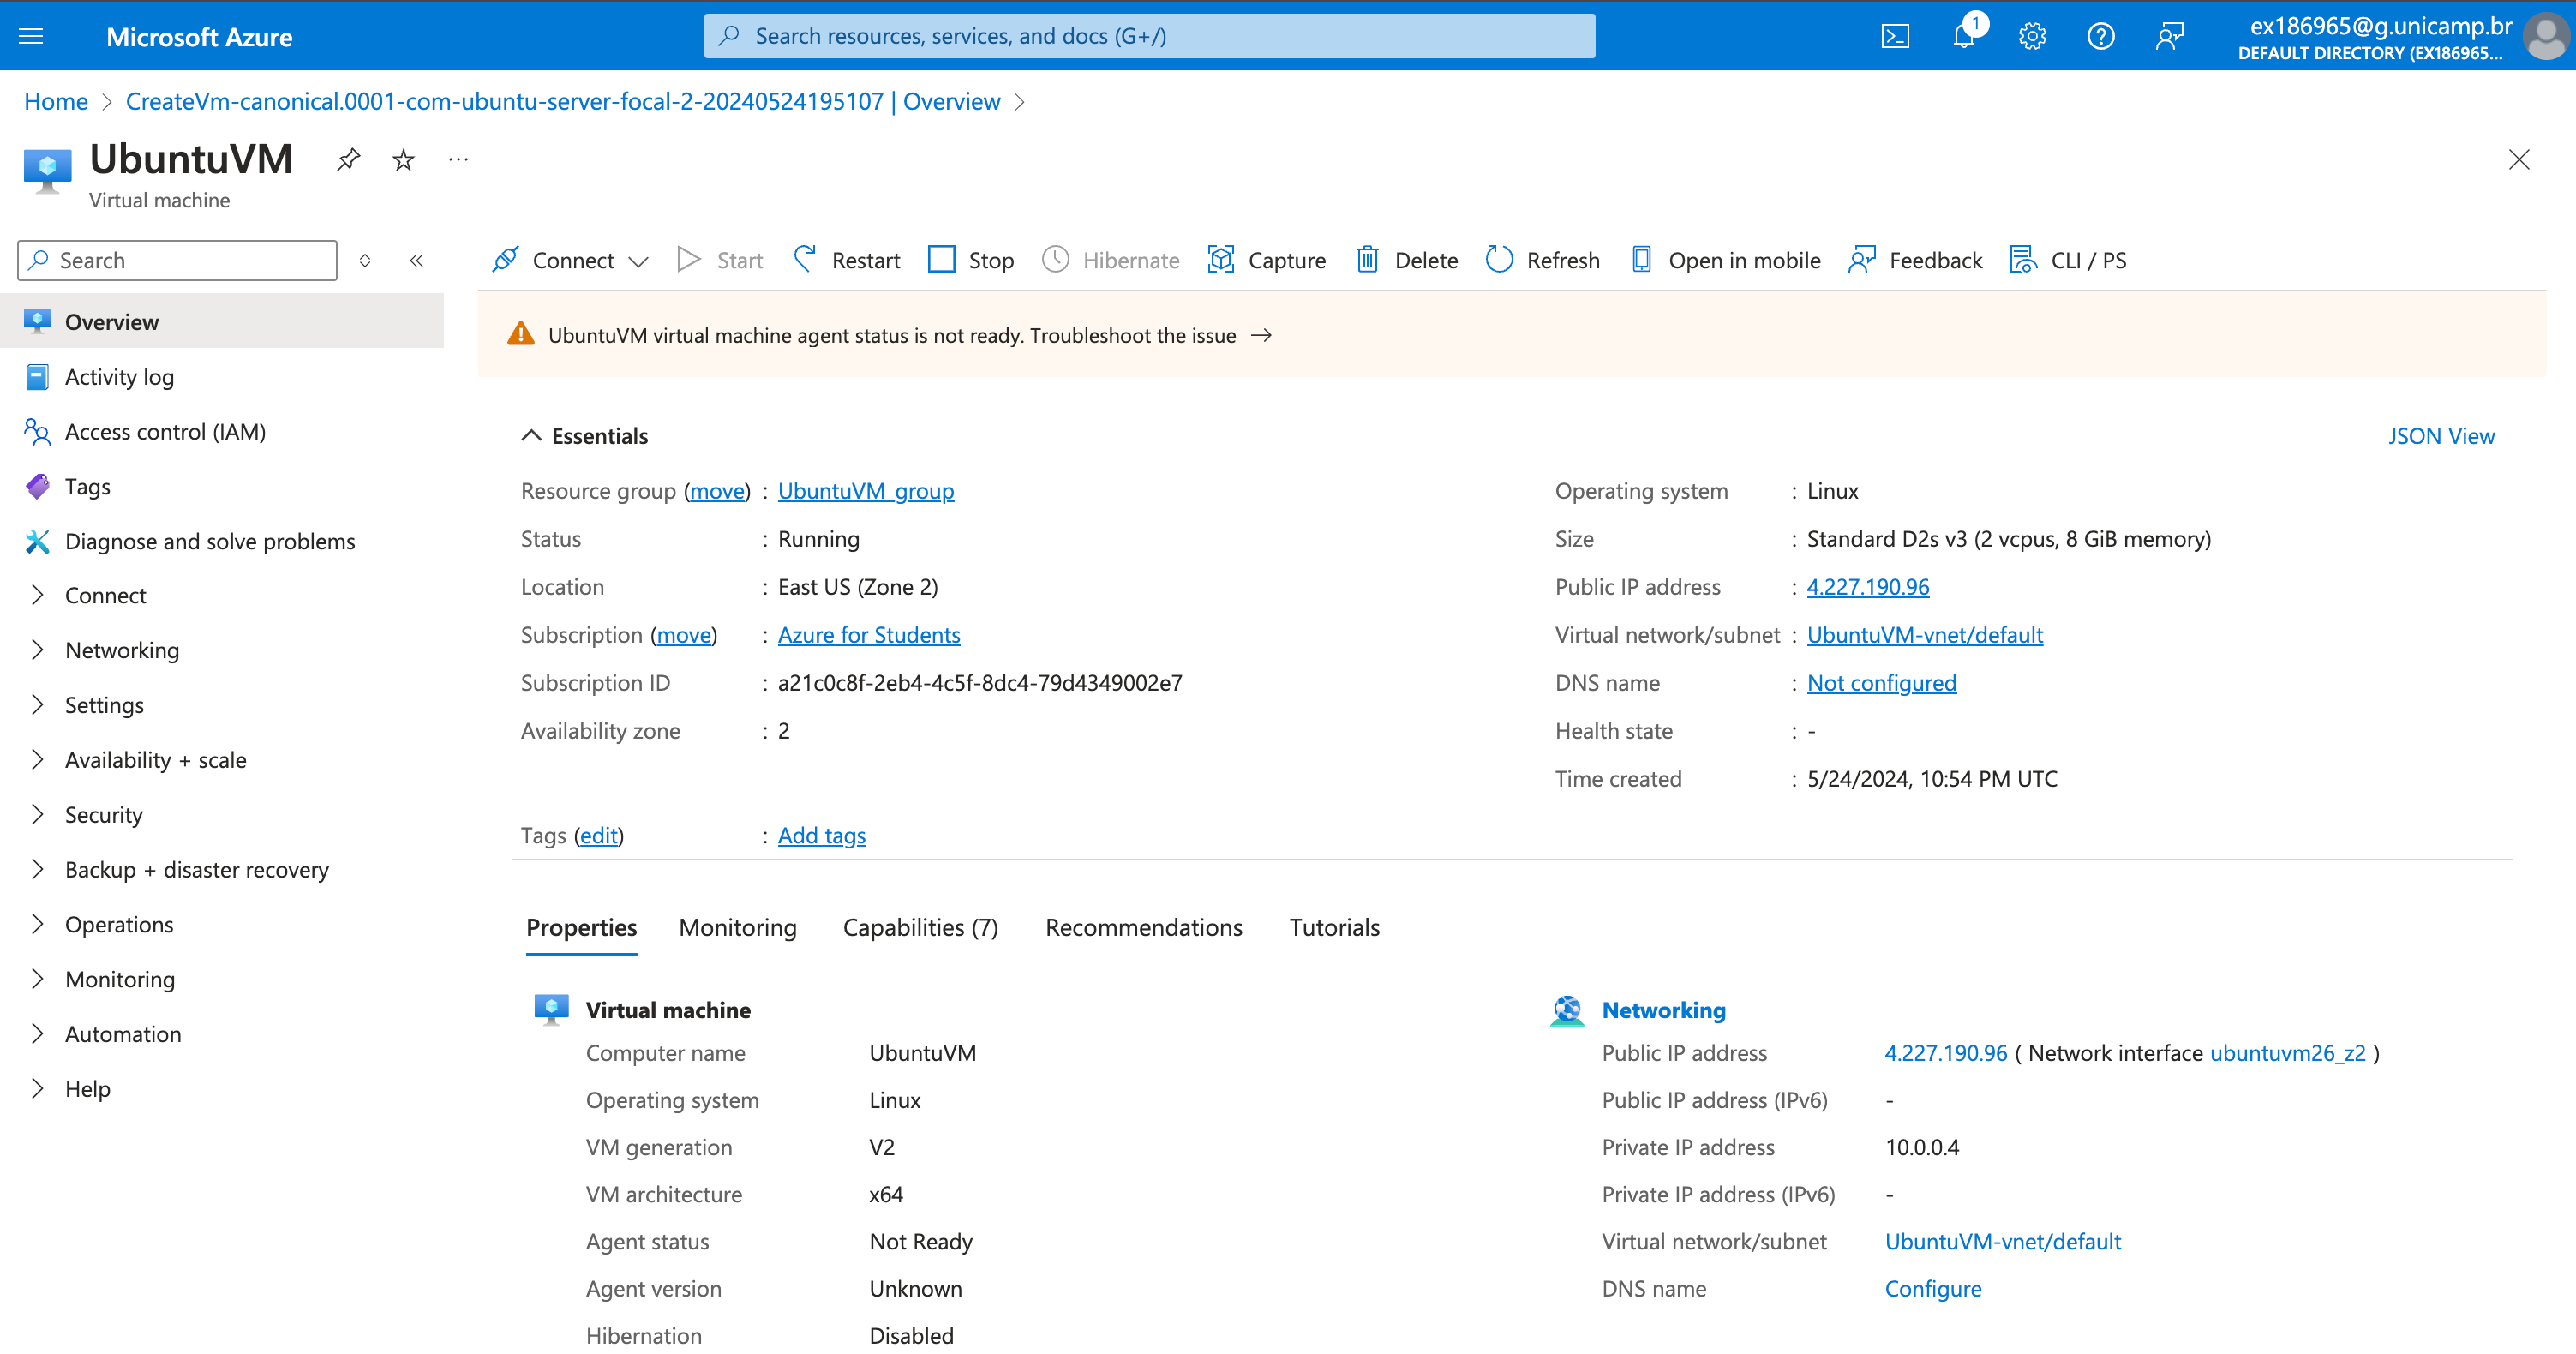 Microsoft Azure
Search resources, services, and docs (G+/)
1
ex186965@g.unicamp.br
DEFAULT DIRECTORY (EX186965...
Home > CreateVm-canonical.0001-com-ubuntu-server-focal-2-20240524195107 | Overview >
UbuntuVM
Virtual machine
Search
Connect
Start
Restart
Stop
Hibernate
Capture
Delete
Refresh
Open in mobile
Feedback
CLI / PS
Overview
Activity log
Access control (IAM)
Tags
Diagnose and solve problems
Connect
Networking
Settings
Availability + scale
Security
Backup + disaster recovery
Operations
Monitoring
Automation
Help
UbuntuVM virtual machine agent status is not ready. Troubleshoot the issue →
Essentials
JSON View
Resource group (move) : UbuntuVM_group
Status : Running
Location : East US (Zone 2)
Subscription (move) : Azure for Students
Subscription ID : a21c0c8f-2eb4-4c5f-8dc4-79d4349002e7
Availability zone : 2
Operating system : Linux
Size : Standard D2s v3 (2 vcpus, 8 GiB memory)
Public IP address : 4.227.190.96
Virtual network/subnet : UbuntuVM-vnet/default
DNS name : Not configured
Health state : -
Time created : 5/24/2024, 10:54 PM UTC
Tags (edit) : Add tags
Properties
Monitoring
Capabilities (7)
Recommendations
Tutorials
Virtual machine
Computer name UbuntuVM
Operating system Linux
VM generation V2
VM architecture x64
Agent status Not Ready
Agent version Unknown
Hibernation Disabled
Networking
Public IP address 4.227.190.96 ( Network interface ubuntuvm26_z2 )
Public IP address (IPv6) -
Private IP address 10.0.0.4
Private IP address (IPv6) -
Virtual network/subnet UbuntuVM-vnet/default
DNS name Configure